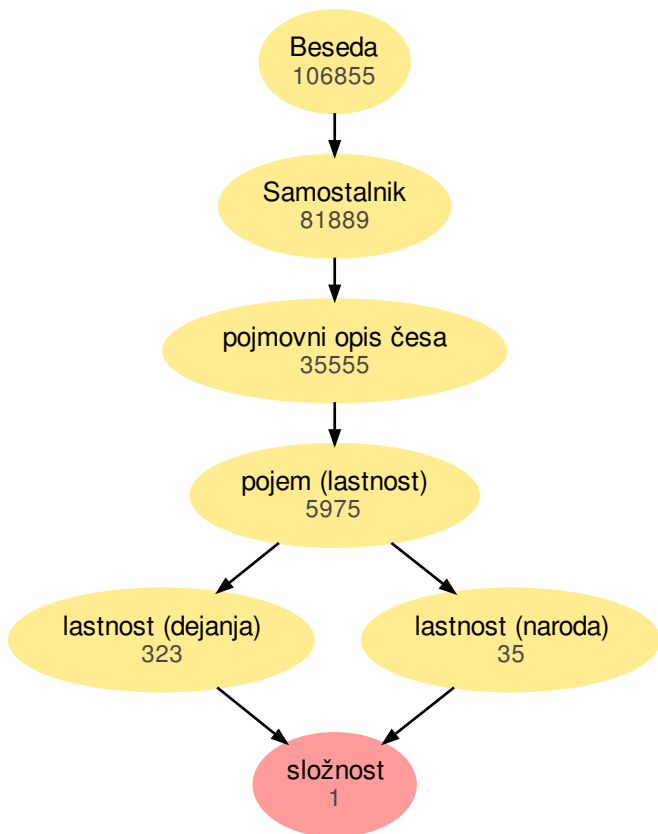 Beseda
106855
Samostalnik
81889
pojmovni opis česa
35555
pojem (lastnost)
5975
lastnost (dejanja)
323
lastnost (naroda)
35
složnost
1